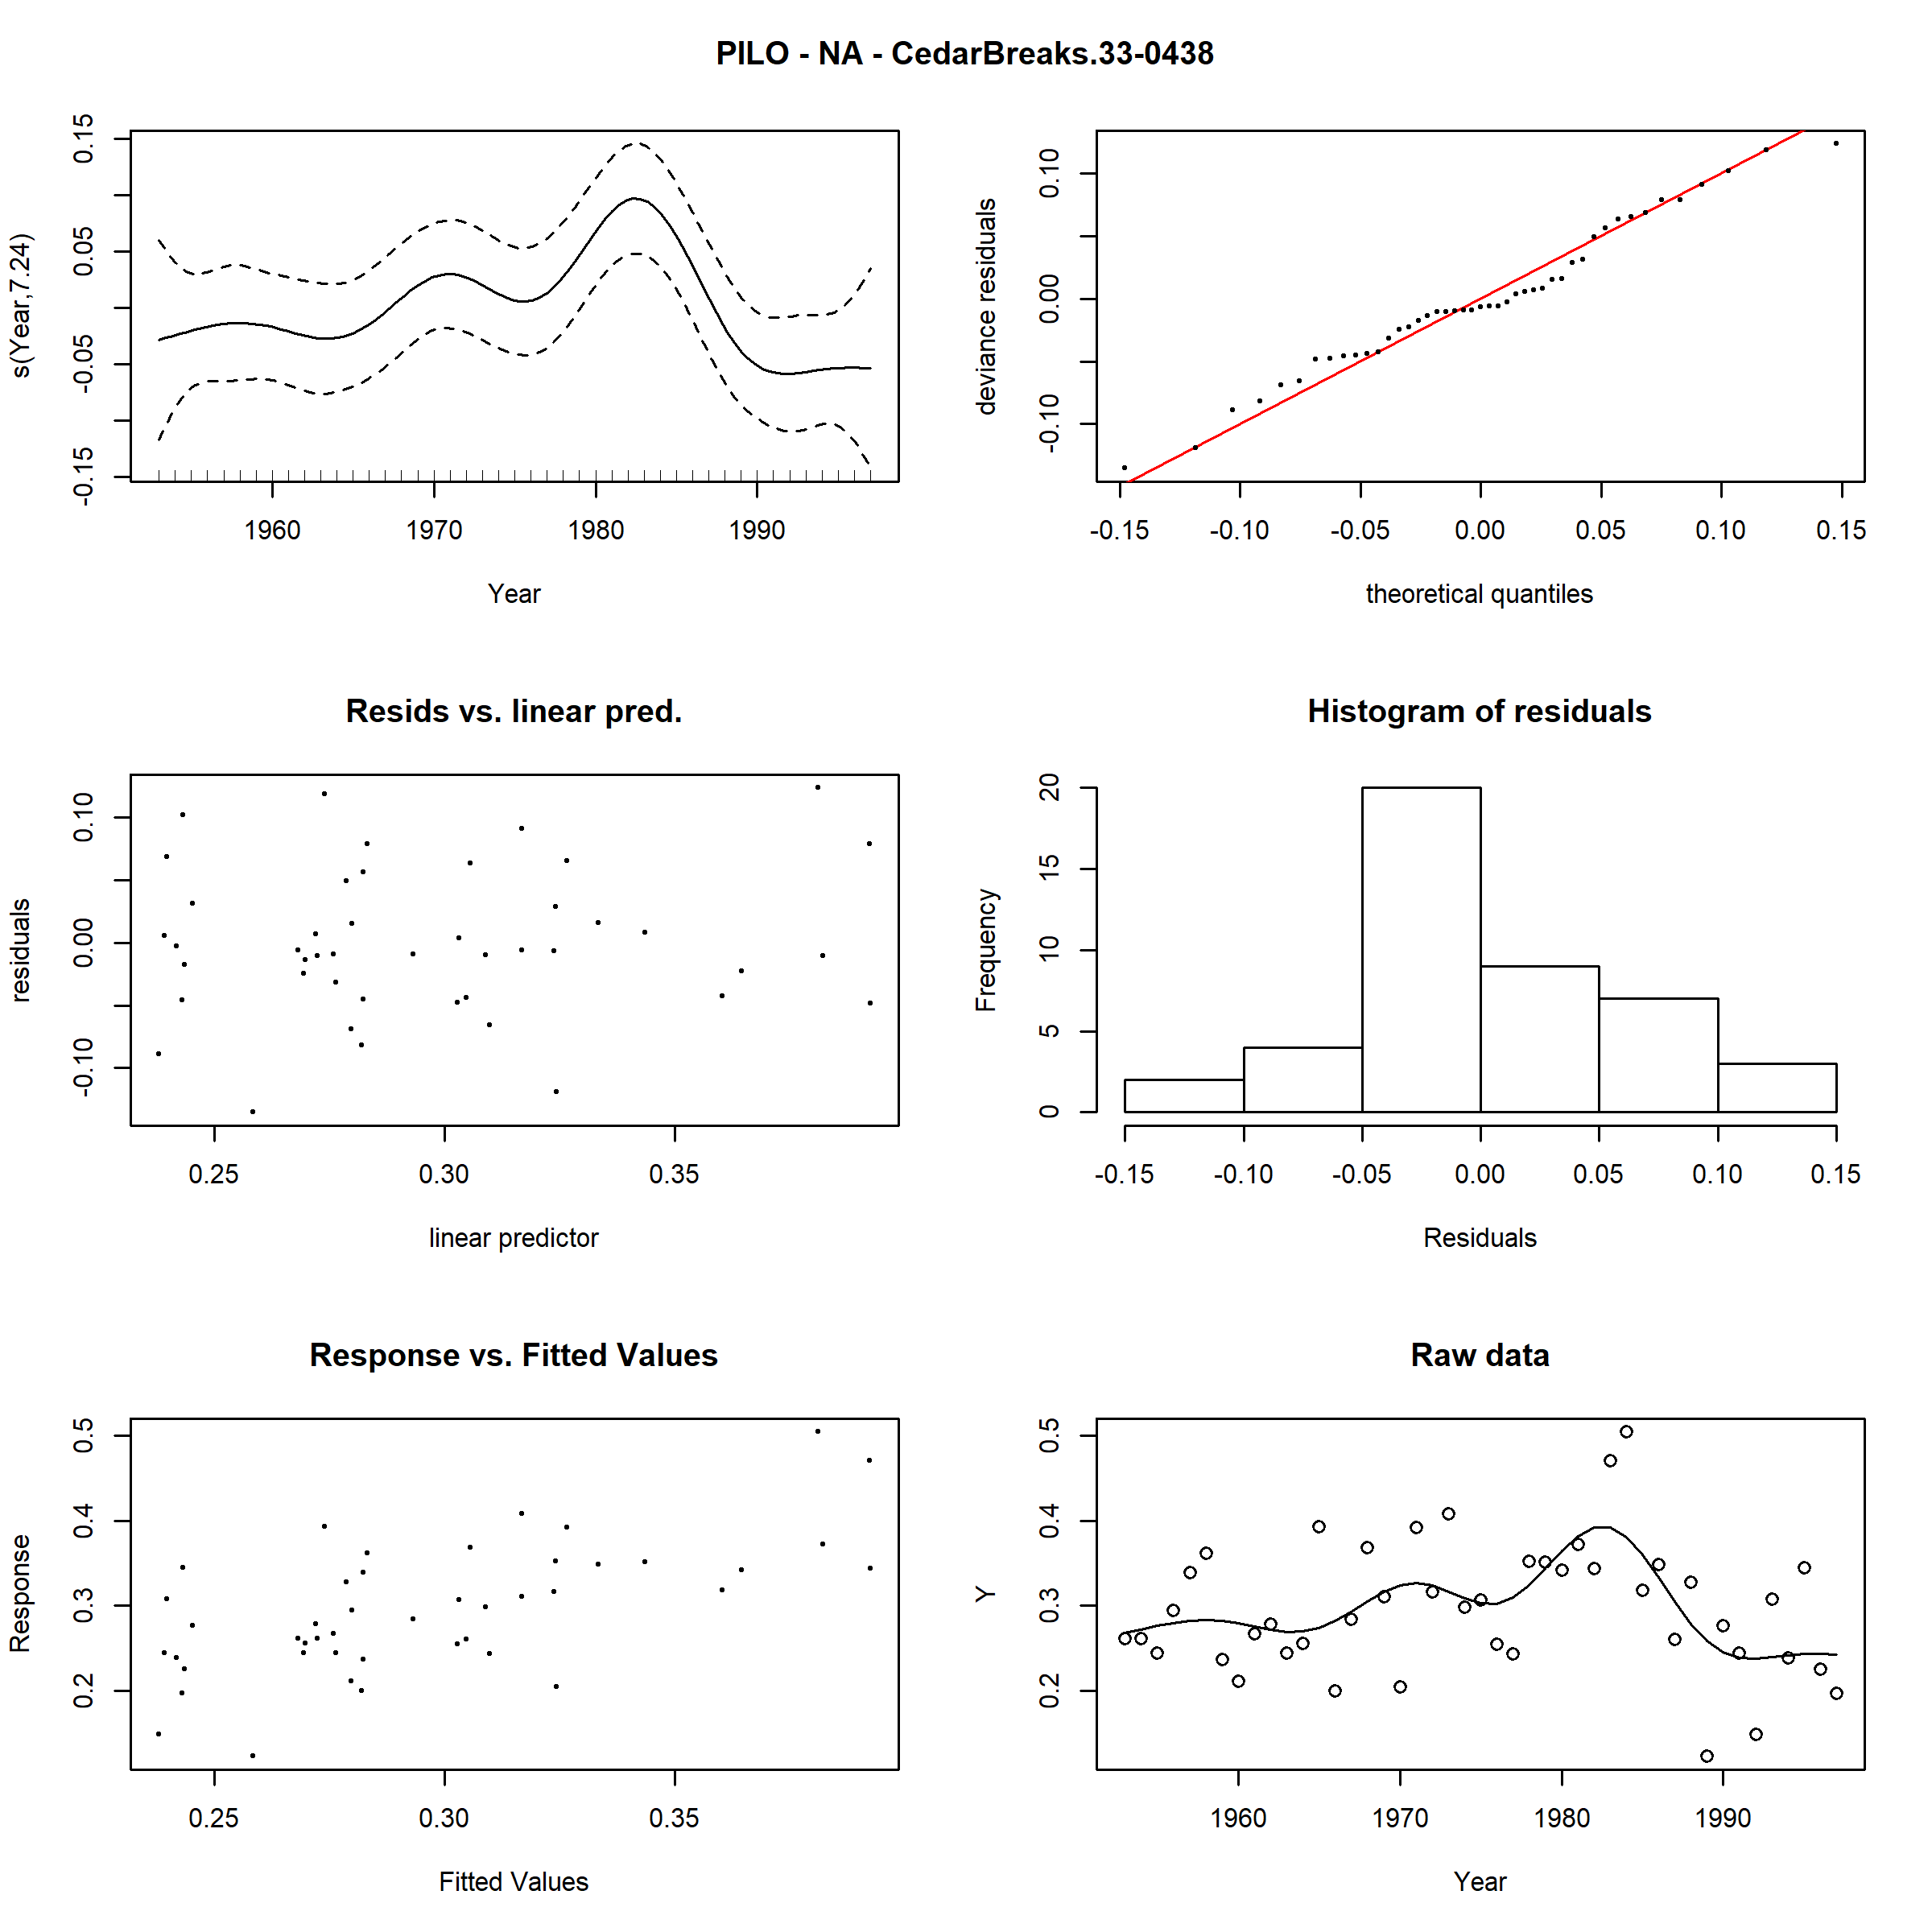 PILO - NA - CedarBreaks.33-0438
s(Year,7.24)
-0.15 -0.05 0.05 0.15
1960 1970 1980 1990
Year
deviance residuals
-0.10 0.00 0.10
-0.15 -0.10 -0.05 0.00 0.05 0.10 0.15
theoretical quantiles
Resids vs. linear pred.
residuals
-0.10 0.00 0.10
0.25 0.30 0.35
linear predictor
Histogram of residuals
Frequency
0 5 10 15 20
-0.15 -0.10 -0.05 0.00 0.05 0.10 0.15
Residuals
Response vs. Fitted Values
Response
0.2 0.3 0.4 0.5
0.25 0.30 0.35
Fitted Values
Raw data
Y
0.2 0.3 0.4 0.5
1960 1970 1980 1990
Year